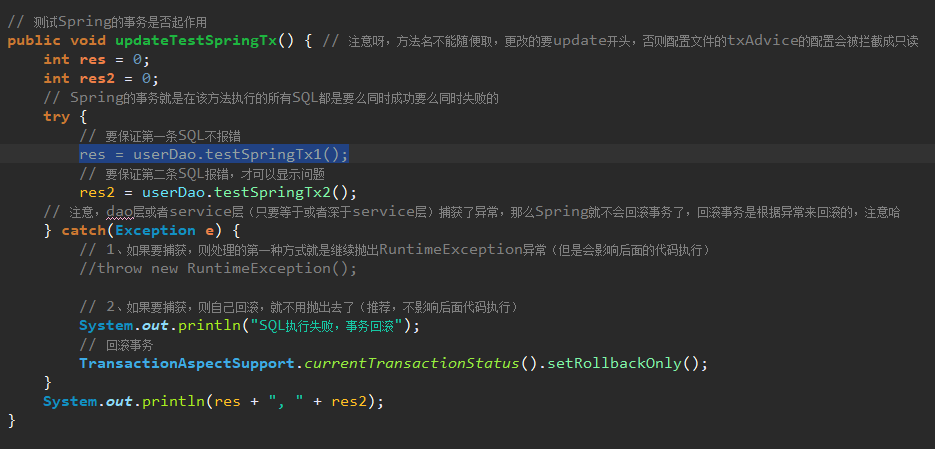 // 测试Spring的事务是否起作用
public void updateTestSpringTx() { // 注意呀，方法名不能随便取，更改的要update开头，否则配置文件的txAdvice的配置会被拦截成只读
    int res = 0;
    int res2 = 0;
    // Spring的事务就是在该方法执行的所有SQL都是要么同时成功要么同时失败的
    try {
        // 要保证第一条SQL不报错
        res = userDao.testSpringTx1();
        // 要保证第二条SQL报错，才可以显示问题
        res2 = userDao.testSpringTx2();
    // 注意，dao层或者service层（只要等于或者深于service层）捕获了异常，那么Spring就不会回滚事务了，回滚事务是根据异常来回滚的，注意哈
    } catch(Exception e) {
        // 1、如果要捕获，则处理的第一种方式就是继续抛出RuntimeException异常（但是会影响后面的代码执行）
        //throw new RuntimeException();
        // 2、如果要捕获，则自己回滚，就不用抛出去了（推荐，不影响后面代码执行）
        System.out.println("SQL执行失败，事务回滚");
        // 回滚事务
        TransactionAspectSupport.currentTransactionStatus().setRollbackOnly();
    }
    System.out.println(res + ", " + res2);
}